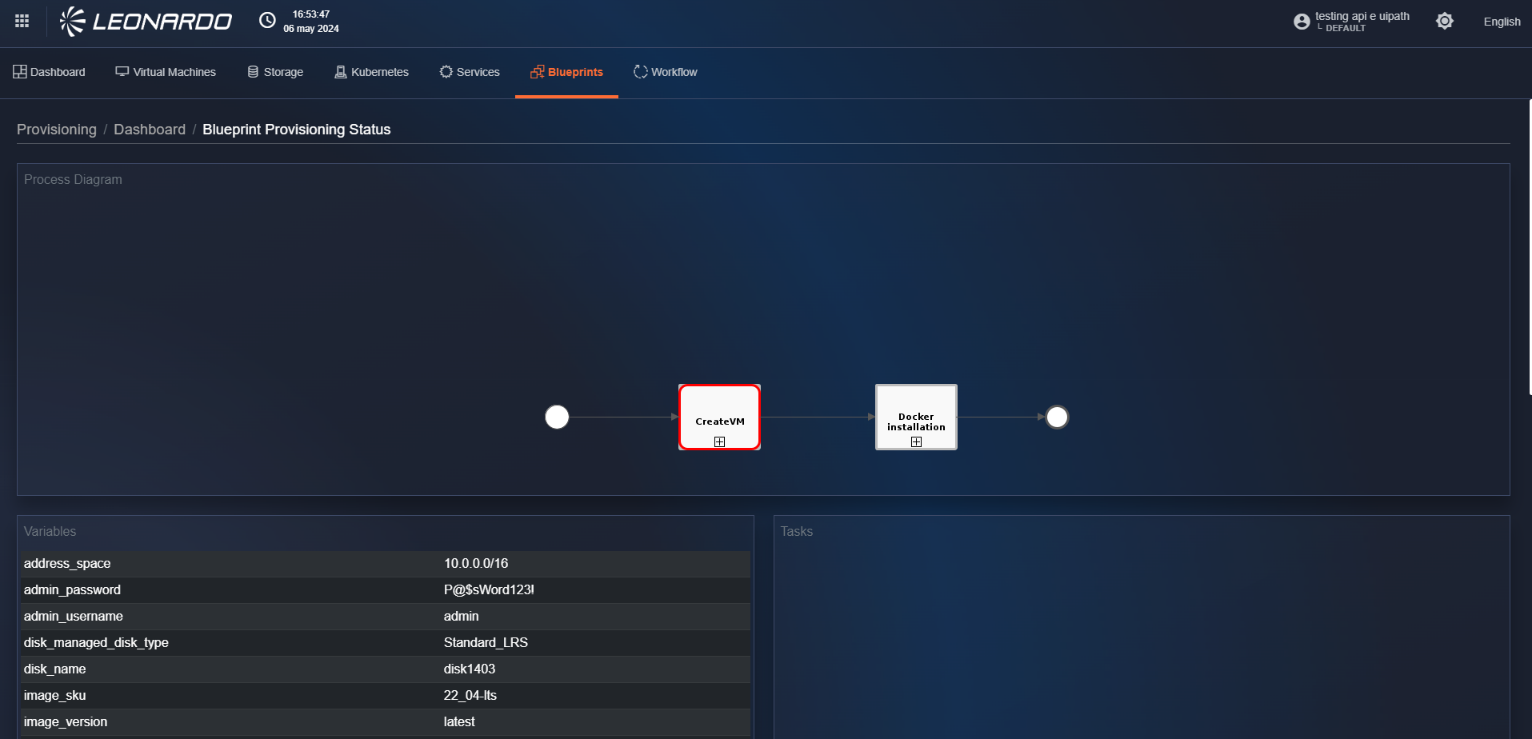 LEONARDO
16:53:47
06 may 2024
testing api e uipath
└ DEFAULT
English
Dashboard
Virtual Machines
Storage
Kubernetes
Services
Blueprints
Workflow
Provisioning / Dashboard / Blueprint Provisioning Status
Process Diagram
CreateVM
Docker
installation
Variables
address_space 10.0.0.0/16
admin_password P@$sWord123!
admin_username admin
disk_managed_disk_type Standard_LRS
disk_name disk1403
image_sku 22_04-lts
image_version latest
Tasks